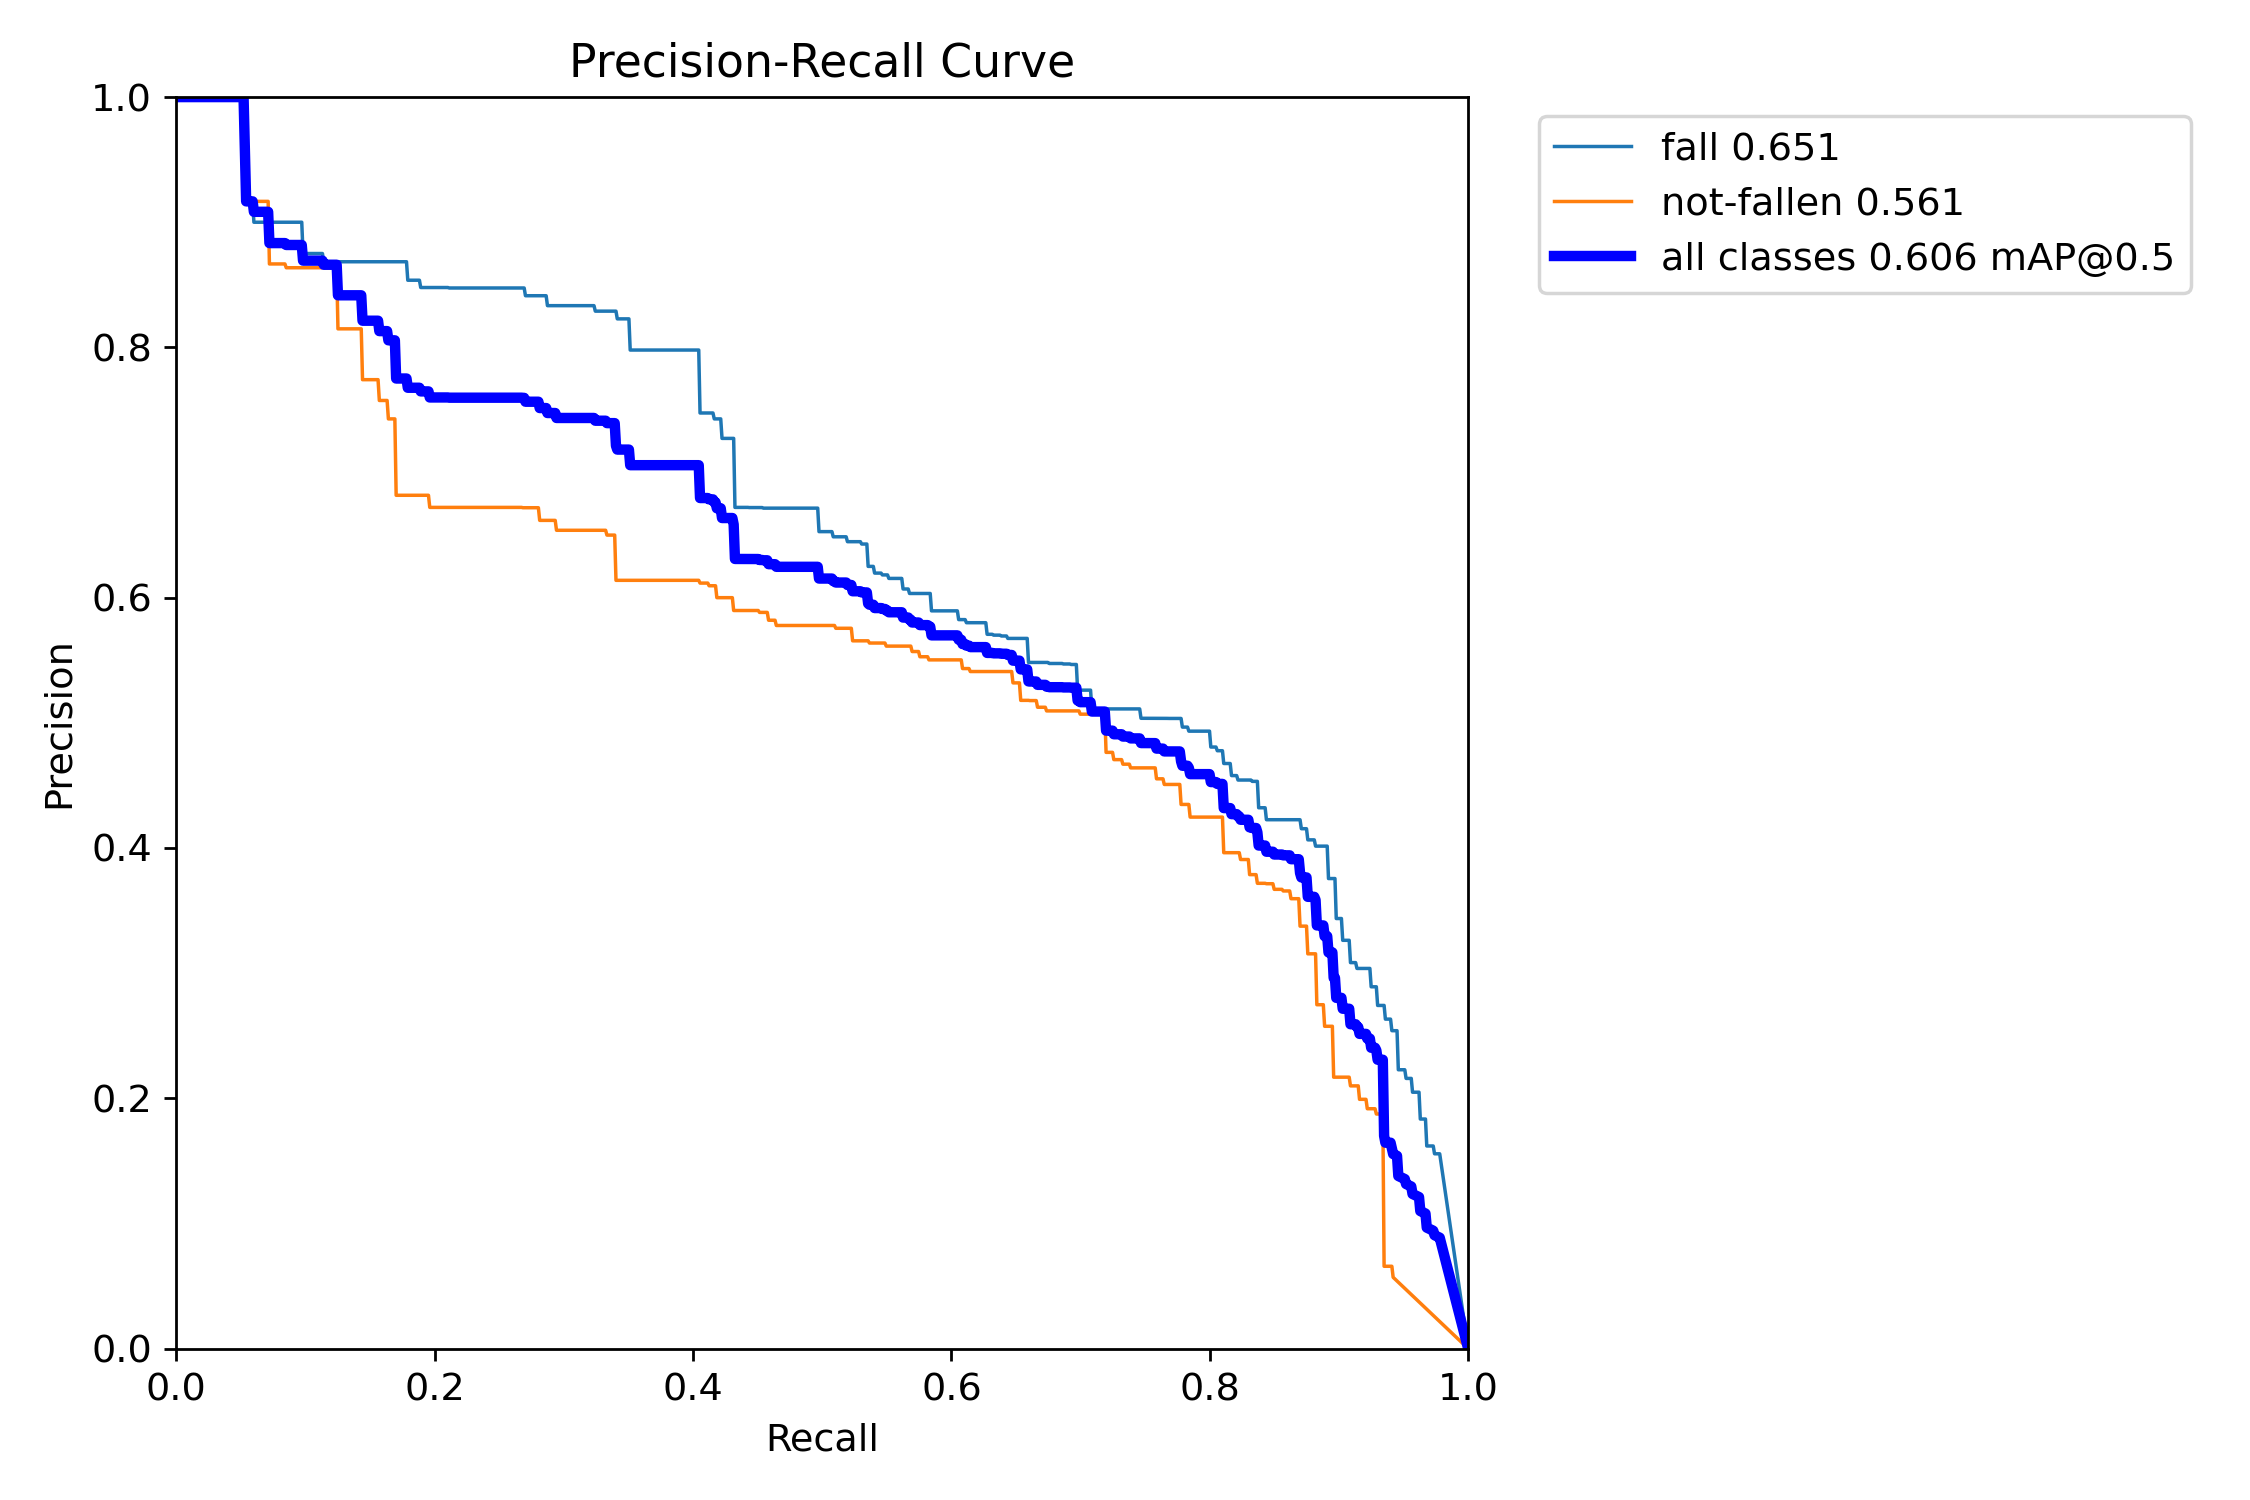 Precision-Recall Curve
1.0
0.8
0.6
0.4
0.2
0.0
Precision
0.0 0.2 0.4 0.6 0.8 1.0
Recall
fall 0.651
not-fallen 0.561
all classes 0.606 mAP@0.5